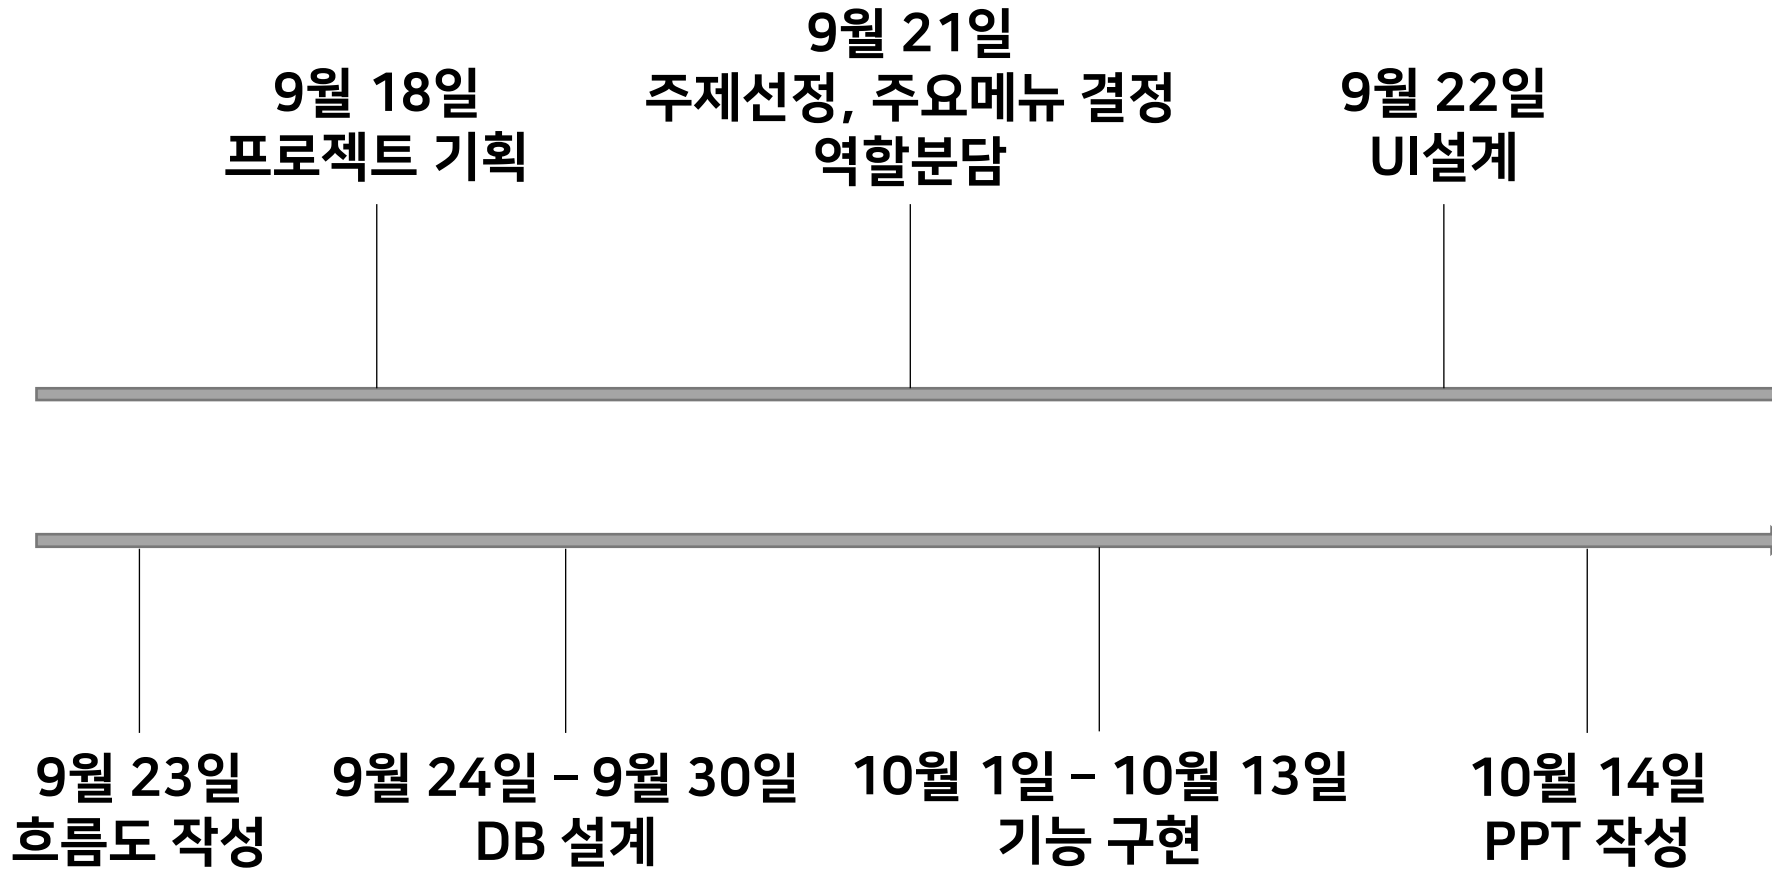 9월 18일
프로젝트 기획
9월 21일
주제선정, 주요메뉴 결정
역할분담
9월 22일
UI설계
9월 23일
흐름도 작성
9월 24일 – 9월 30일
DB 설계
10월 1일 – 10월 13일
기능 구현
10월 14일
PPT 작성